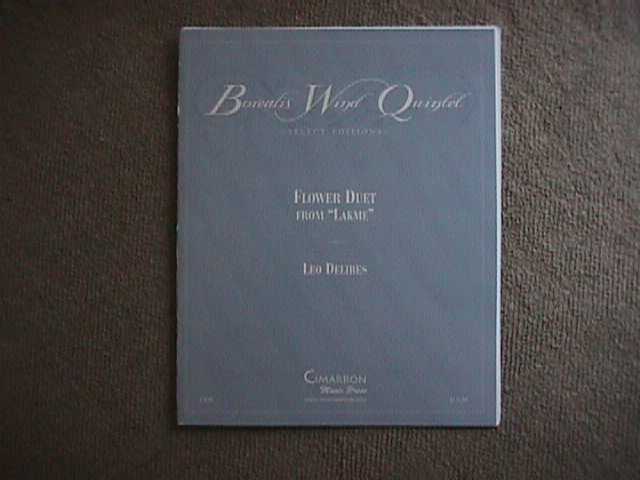 Borealis Wind Quintet
SELECT EDITIONS
FLOWER DUET
FROM "LAKME"
LEO DELIBES
CIMARRON
Music Press